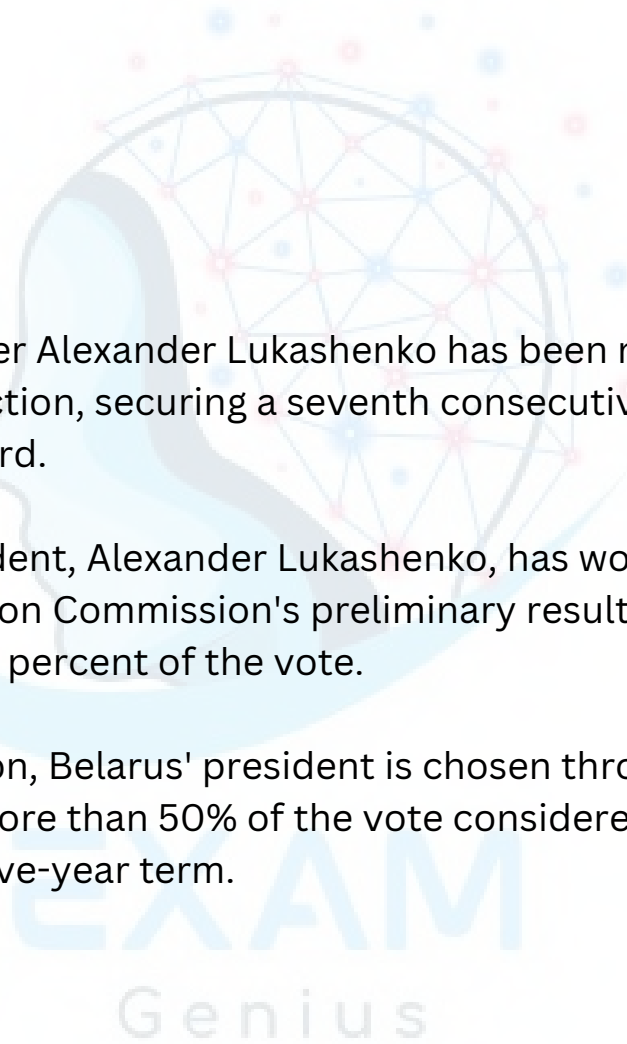 er Alexander Lukashenko has been
ction, securing a seventh consecutiv
rd.
dent, Alexander Lukashenko, has wo
on Commission's preliminary result
percent of the vote.
on, Belarus' president is chosen thro
ore than 50% of the vote considere
ve-year term.
EXAM
Genius